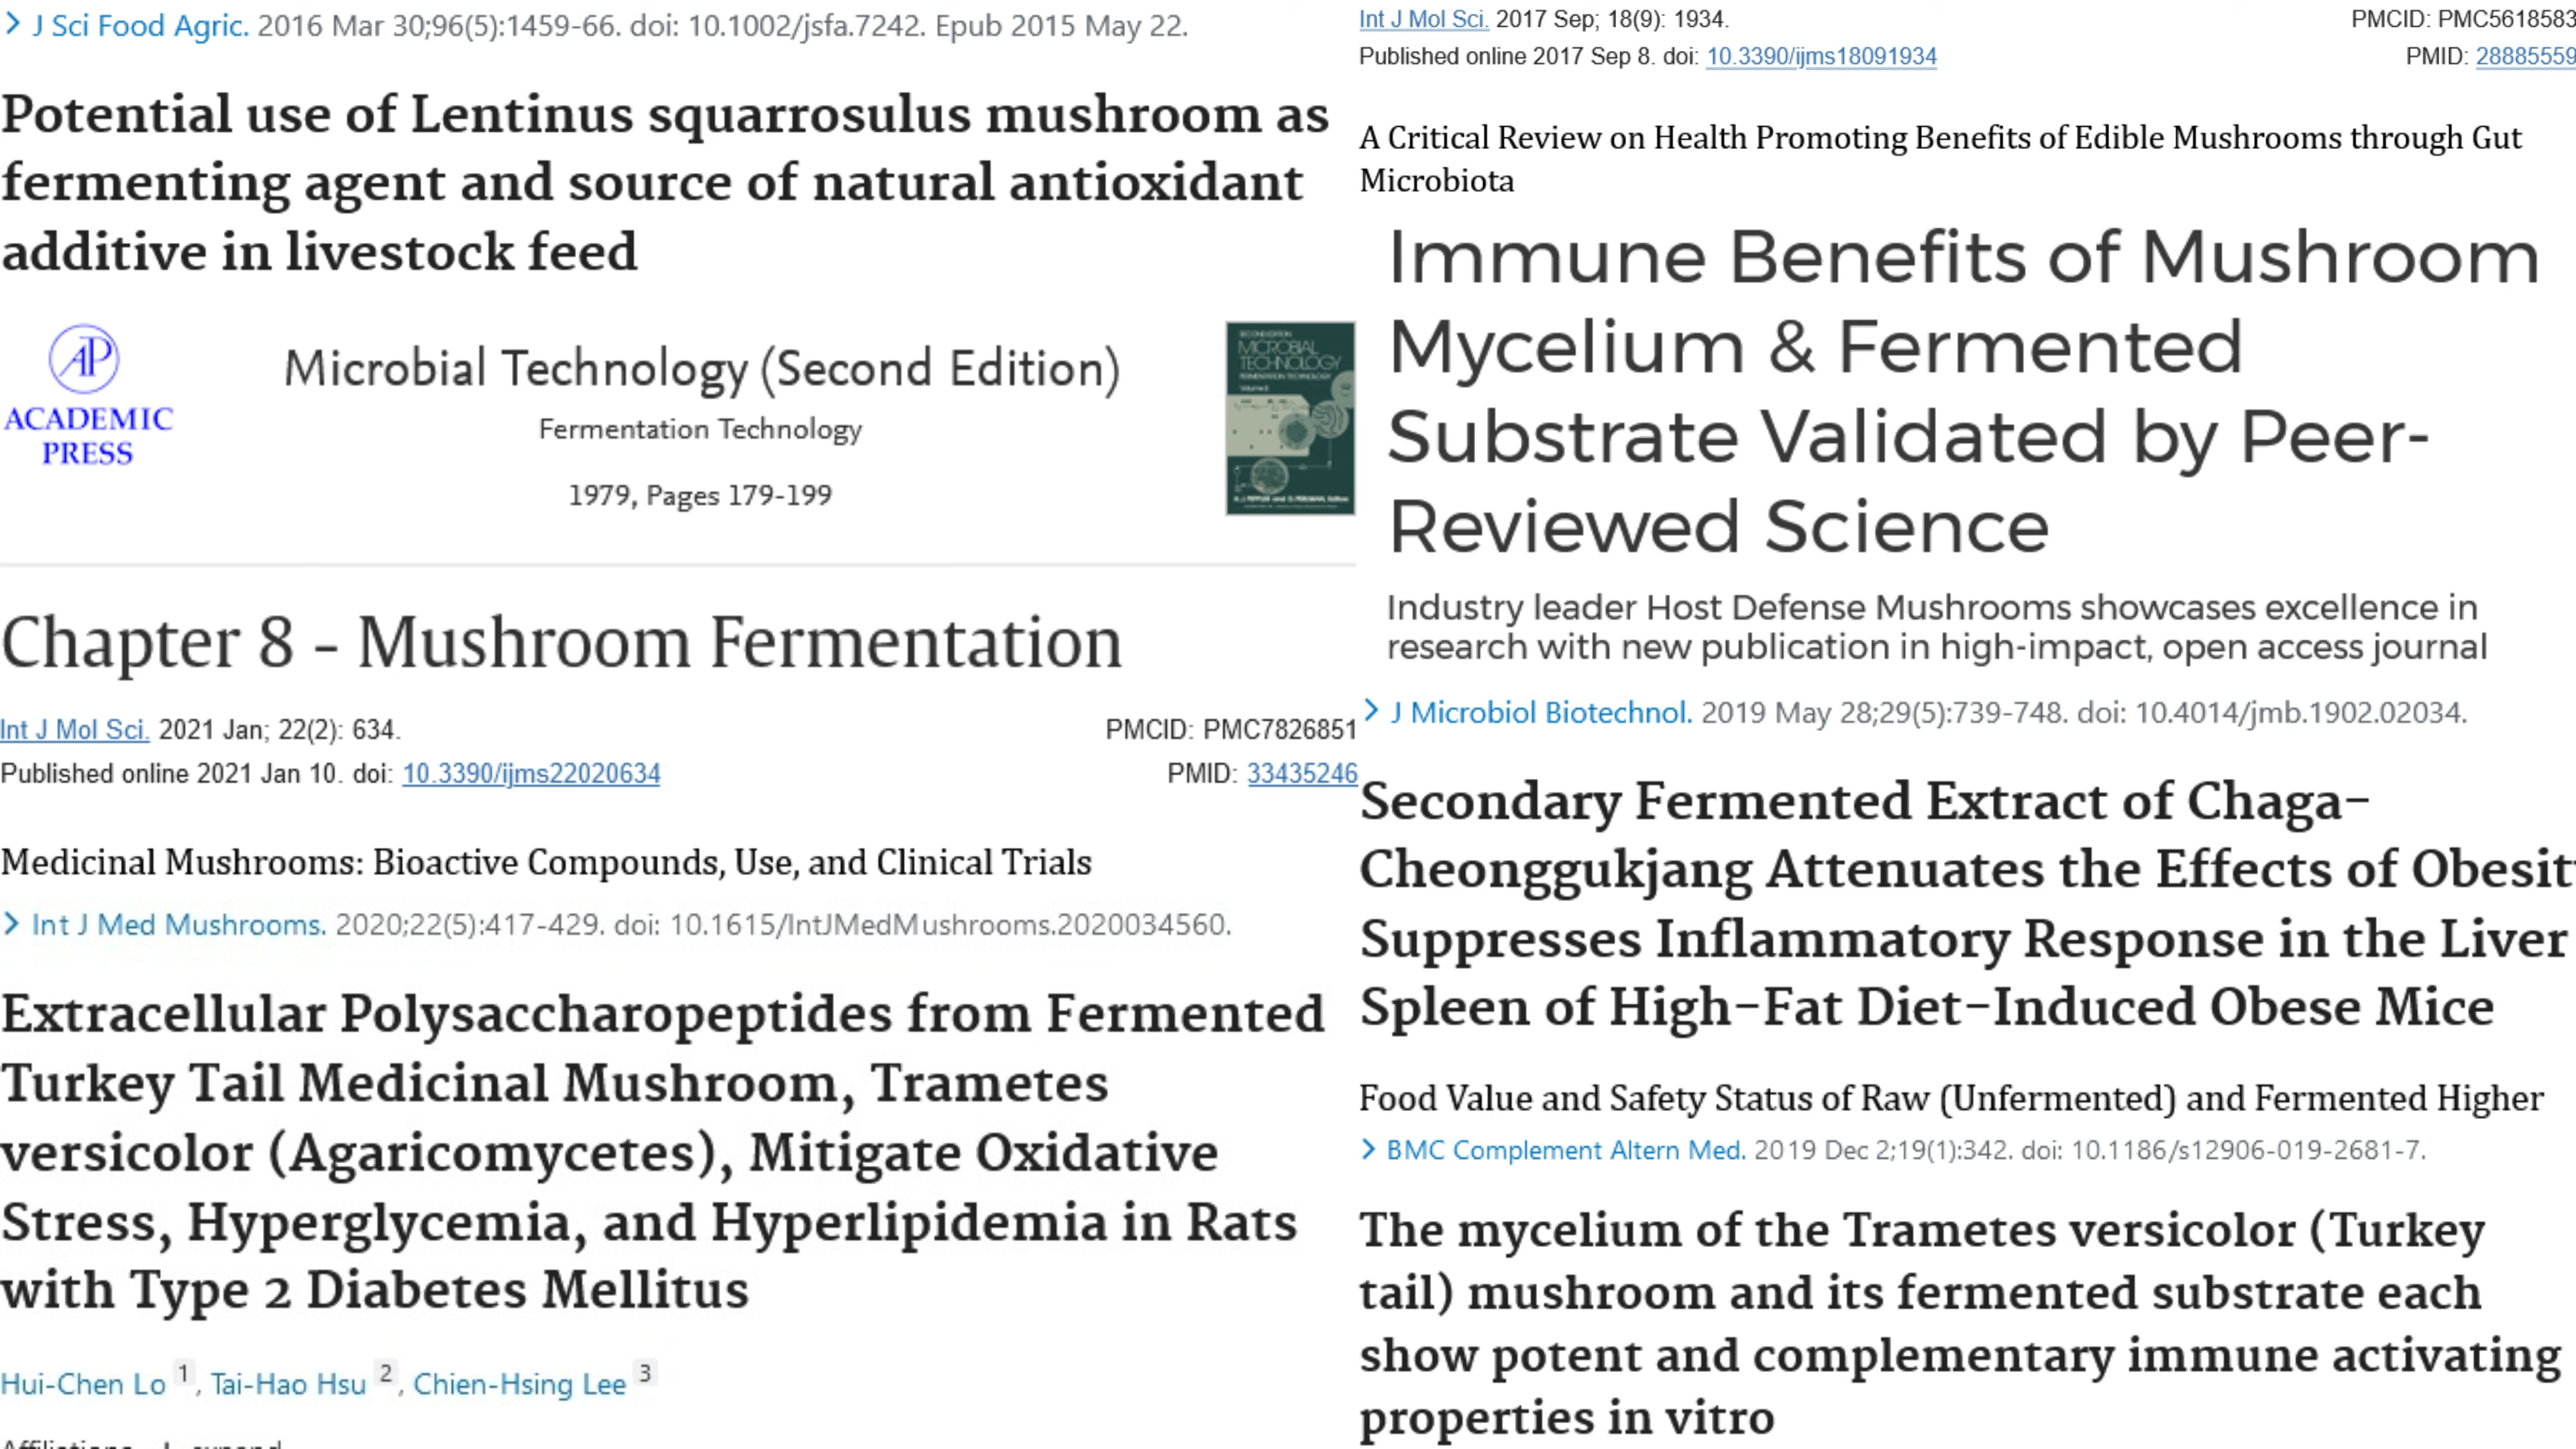 > J Sci Food Agric. 2016 Mar 30;96(5):1459-66. doi: 10.1002/jsfa.7242. Epub 2015 May 22.
Potential use of Lentinus squarrosulus mushroom as
fermenting agent and source of natural antioxidant
additive in livestock feed
AP
ACADEMIC
PRESS
Microbial Technology (Second Edition)
Fermentation Technology
1979, Pages 179-199
SECOND EDITION
MICROBIAL
TECHNOLOGY
FERMENTATION TECHNOLOGY
Volume II
Chapter 8 - Mushroom Fermentation
Int J Mol Sci. 2021 Jan; 22(2): 634.
PMCID: PMC7826851
Published online 2021 Jan 10. doi: 10.3390/ijms22020634
PMID: 33435246
Medicinal Mushrooms: Bioactive Compounds, Use, and Clinical Trials
> Int J Med Mushrooms. 2020;22(5):417-429. doi: 10.1615/IntJMedMushrooms.2020034560.
Extracellular Polysaccharopeptides from Fermented
Turkey Tail Medicinal Mushroom, Trametes
versicolor (Agaricomycetes), Mitigate Oxidative
Stress, Hyperglycemia, and Hyperlipidemia in Rats
with Type 2 Diabetes Mellitus
Hui-Chen Lo 1, Tai-Hao Hsu 2, Chien-Hsing Lee 3
Int J Mol Sci. 2017 Sep; 18(9): 1934.
PMCID: PMC5618583
Published online 2017 Sep 8. doi: 10.3390/ijms18091934
PMID: 28885559
A Critical Review on Health Promoting Benefits of Edible Mushrooms through Gut
Microbiota
Immune Benefits of Mushroom
Mycelium & Fermented
Substrate Validated by Peer-
Reviewed Science
Industry leader Host Defense Mushrooms showcases excellence in
research with new publication in high-impact, open access journal
> J Microbiol Biotechnol. 2019 May 28;29(5):739-748. doi: 10.4014/jmb.1902.02034.
Secondary Fermented Extract of Chaga-
Cheonggukjang Attenuates the Effects of Obesit
Suppresses Inflammatory Response in the Liver
Spleen of High-Fat Diet-Induced Obese Mice
Food Value and Safety Status of Raw (Unfermented) and Fermented Higher
> BMC Complement Altern Med. 2019 Dec 2;19(1):342. doi: 10.1186/s12906-019-2681-7.
The mycelium of the Trametes versicolor (Turkey
tail) mushroom and its fermented substrate each
show potent and complementary immune activating
properties in vitro